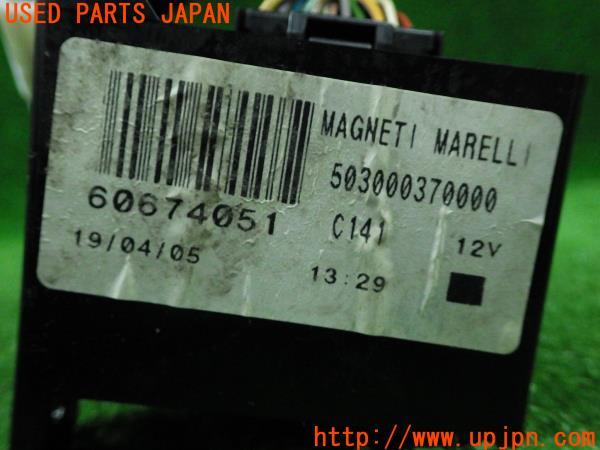 USED PARTS JAPAN
MAGNETI MARELLI
503000370000
60674051
C141
12V
19/04/05
13:29
http://www.upjpn.com/